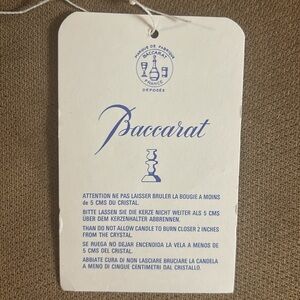 MARQUE DE FABRIQUE
BACCARAT
FRANCE
DÉPOSÉE
Baccarat
ATTENTION NE PAS LAISSER BRULER LA BOUGIE A MOINS
de 5 CMS DU CRISTAL.
BITTE LASSEN SIE DIE KERZE NICHT WEITER ALS 5 CMS
ÜBER DEM KERZENHALTER ABBRENNEN.
THAN DO NOT ALLOW CANDLE TO BURN CLOSER 2 INCHES
FROM THE CRYSTAL.
SE RUEGA NO DEJAR ENCENDIDA LA VELA A MENOS DE
5 CMS DEL CRISTAL.
ABBIATE CURA DI NON LASCIARE BRUCIARE LA CANDELA
A MENO DI CINQUE CENTIMETRI DAL CRISTALLO.